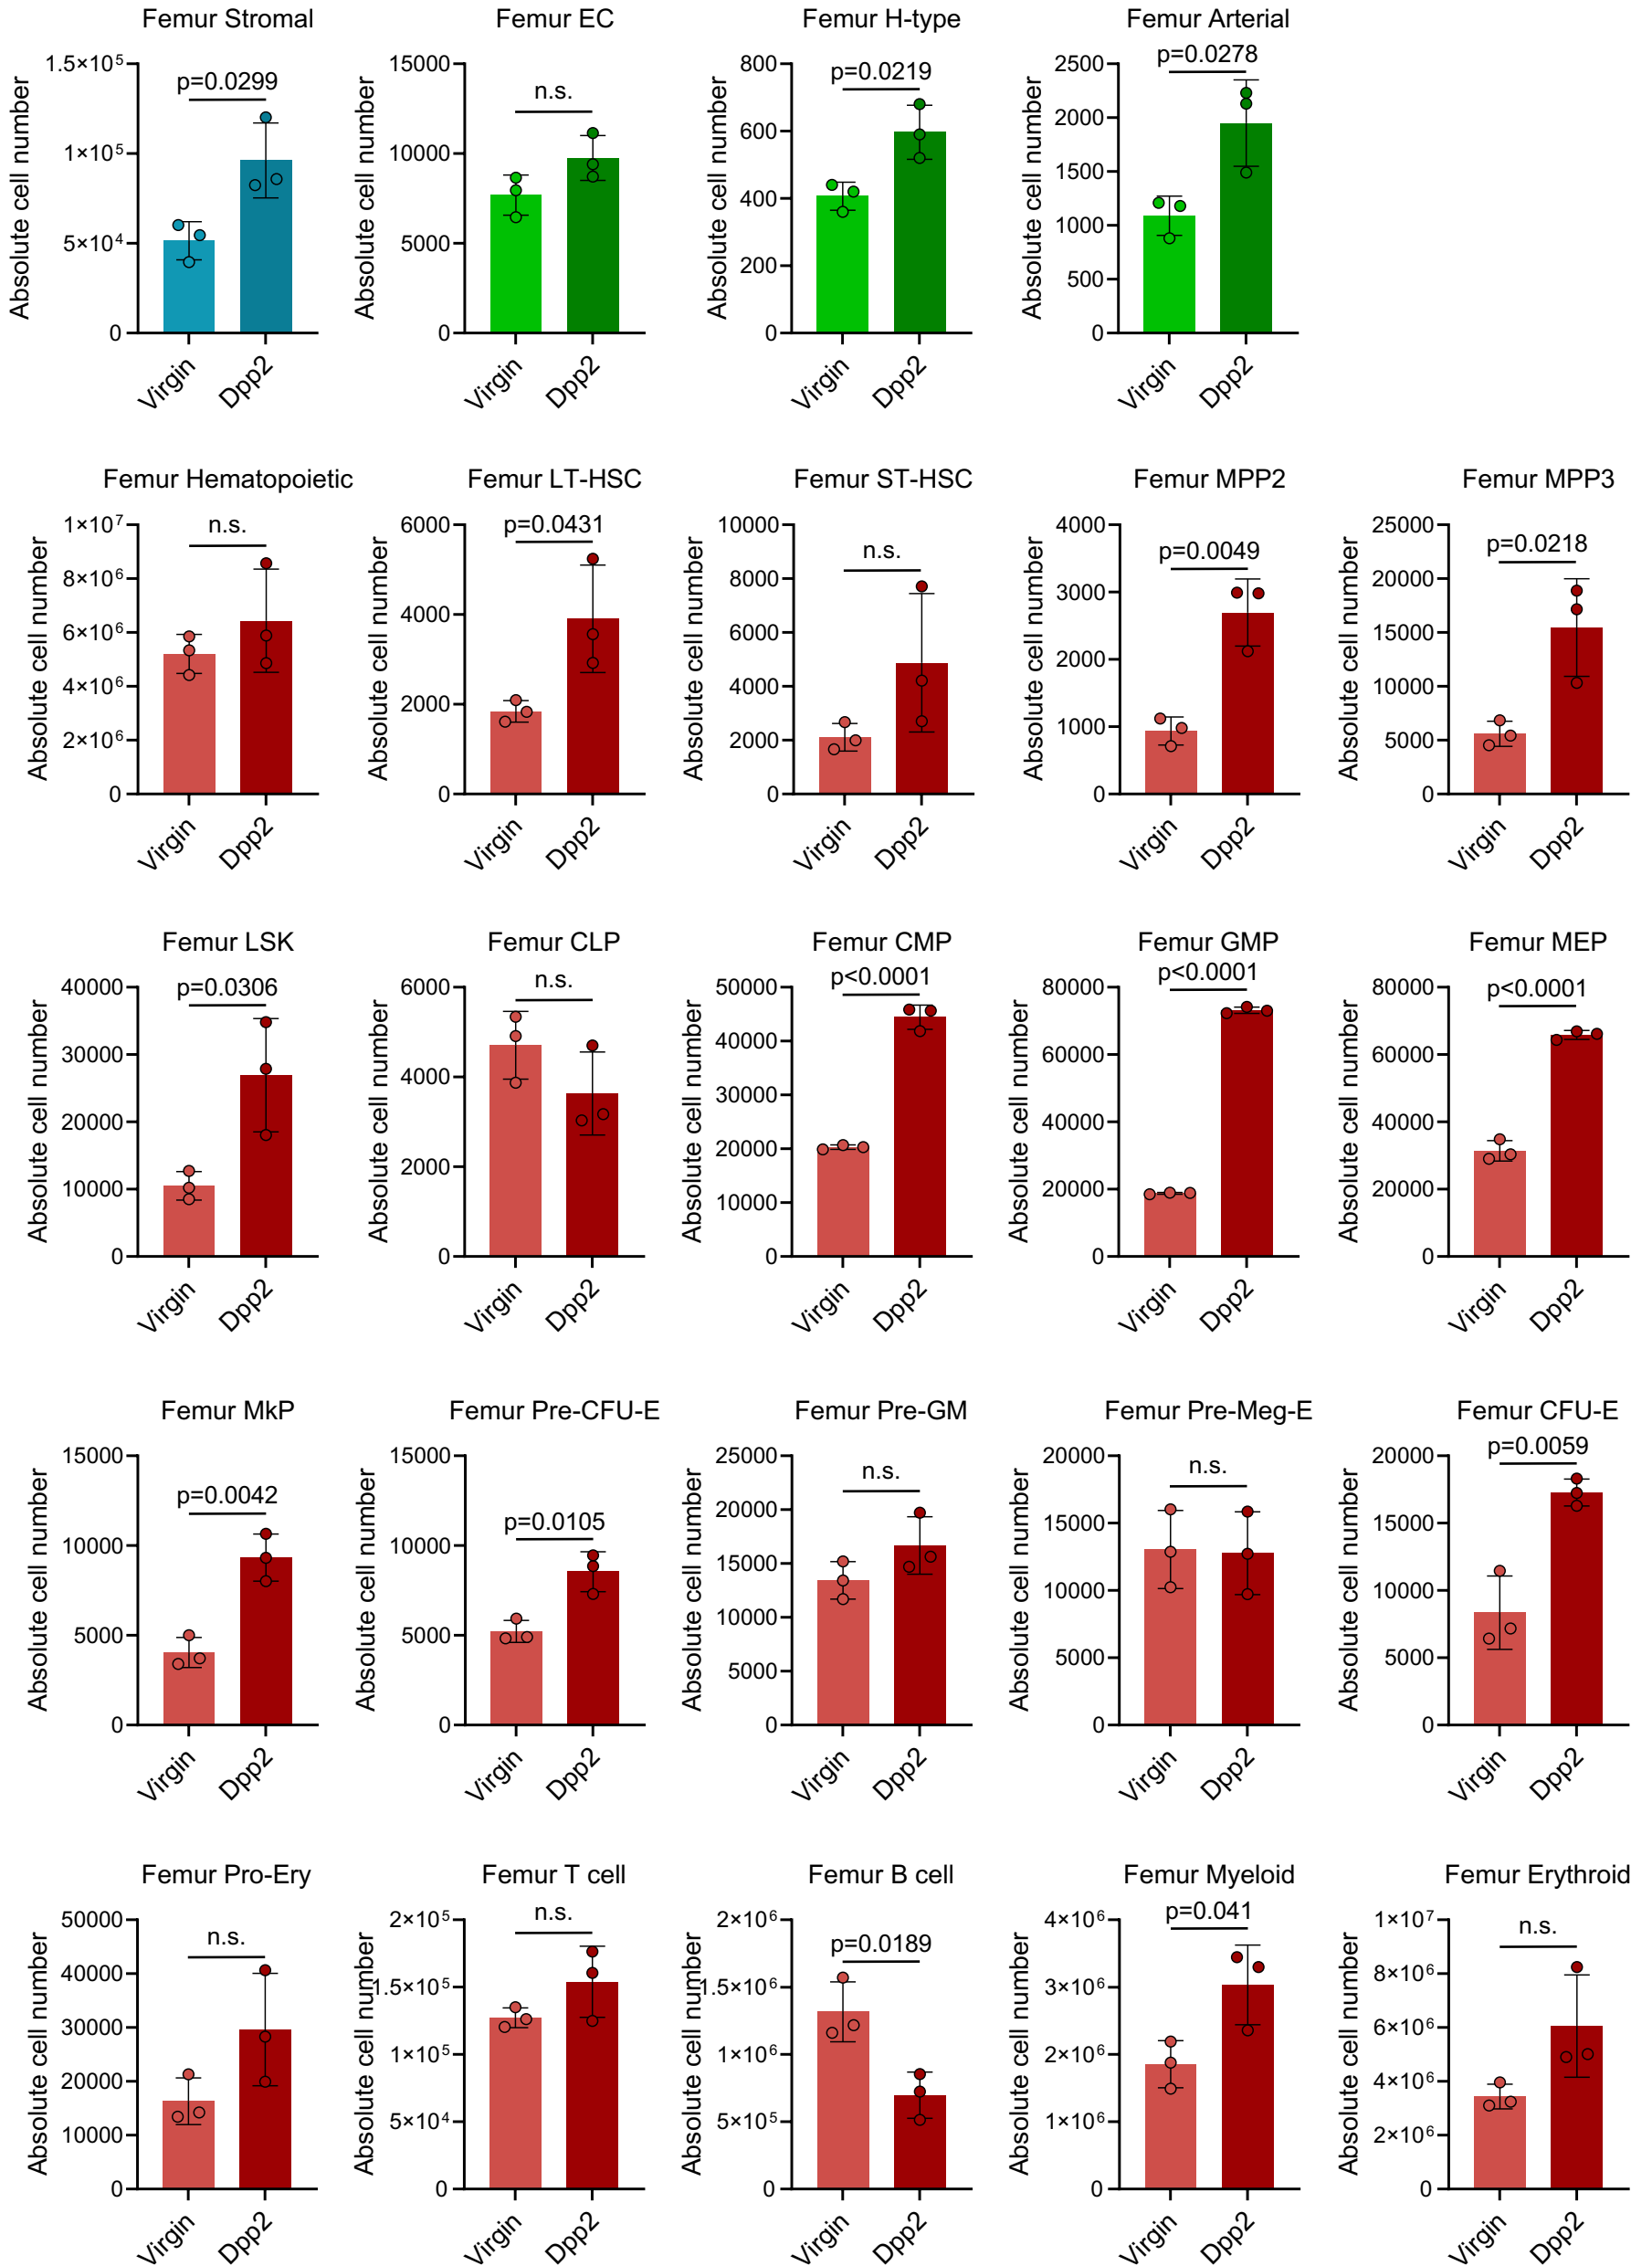 Femur Stromal
Absolute cell number
1.5×10⁵
1×10⁵
5×10⁴
0
p=0.0299
Virgin
Dpp2
Femur EC
Absolute cell number
15000
10000
5000
0
n.s.
Virgin
Dpp2
Femur H-type
Absolute cell number
800
600
400
200
0
p=0.0219
Virgin
Dpp2
Femur Arterial
Absolute cell number
2500
2000
1500
1000
500
0
p=0.0278
Virgin
Dpp2
Femur Hematopoietic
Absolute cell number
1×10⁷
8×10⁶
6×10⁶
4×10⁶
2×10⁶
0
n.s.
Virgin
Dpp2
Femur LT-HSC
Absolute cell number
6000
4000
2000
0
p=0.0431
Virgin
Dpp2
Femur ST-HSC
Absolute cell number
10000
8000
6000
4000
2000
0
n.s.
Virgin
Dpp2
Femur MPP2
Absolute cell number
4000
3000
2000
1000
0
p=0.0049
Virgin
Dpp2
Femur MPP3
Absolute cell number
25000
20000
15000
10000
5000
0
p=0.0218
Virgin
Dpp2
Femur LSK
Absolute cell number
40000
30000
20000
10000
0
p=0.0306
Virgin
Dpp2
Femur CLP
Absolute cell number
6000
4000
2000
0
n.s.
Virgin
Dpp2
Femur CMP
Absolute cell number
50000
40000
30000
20000
10000
0
p<0.0001
Virgin
Dpp2
Femur GMP
Absolute cell number
80000
60000
40000
20000
0
p<0.0001
Virgin
Dpp2
Femur MEP
Absolute cell number
80000
60000
40000
20000
0
p<0.0001
Virgin
Dpp2
Femur MkP
Absolute cell number
15000
10000
5000
0
p=0.0042
Virgin
Dpp2
Femur Pre-CFU-E
Absolute cell number
15000
10000
5000
0
p=0.0105
Virgin
Dpp2
Femur Pre-GM
Absolute cell number
25000
20000
15000
10000
5000
0
n.s.
Virgin
Dpp2
Femur Pre-Meg-E
Absolute cell number
20000
15000
10000
5000
0
n.s.
Virgin
Dpp2
Femur CFU-E
Absolute cell number
20000
15000
10000
5000
0
p=0.0059
Virgin
Dpp2
Femur Pro-Ery
Absolute cell number
50000
40000
30000
20000
10000
0
n.s.
Virgin
Dpp2
Femur T cell
Absolute cell number
2×10⁵
1.5×10⁵
1×10⁵
5×10⁴
0
n.s.
Virgin
Dpp2
Femur B cell
Absolute cell number
2×10⁶
1.5×10⁶
1×10⁶
5×10⁵
0
p=0.0189
Virgin
Dpp2
Femur Myeloid
Absolute cell number
4×10⁶
3×10⁶
2×10⁶
1×10⁶
0
p=0.041
Virgin
Dpp2
Femur Erythroid
Absolute cell number
1×10⁷
8×10⁶
6×10⁶
4×10⁶
2×10⁶
0
n.s.
Virgin
Dpp2